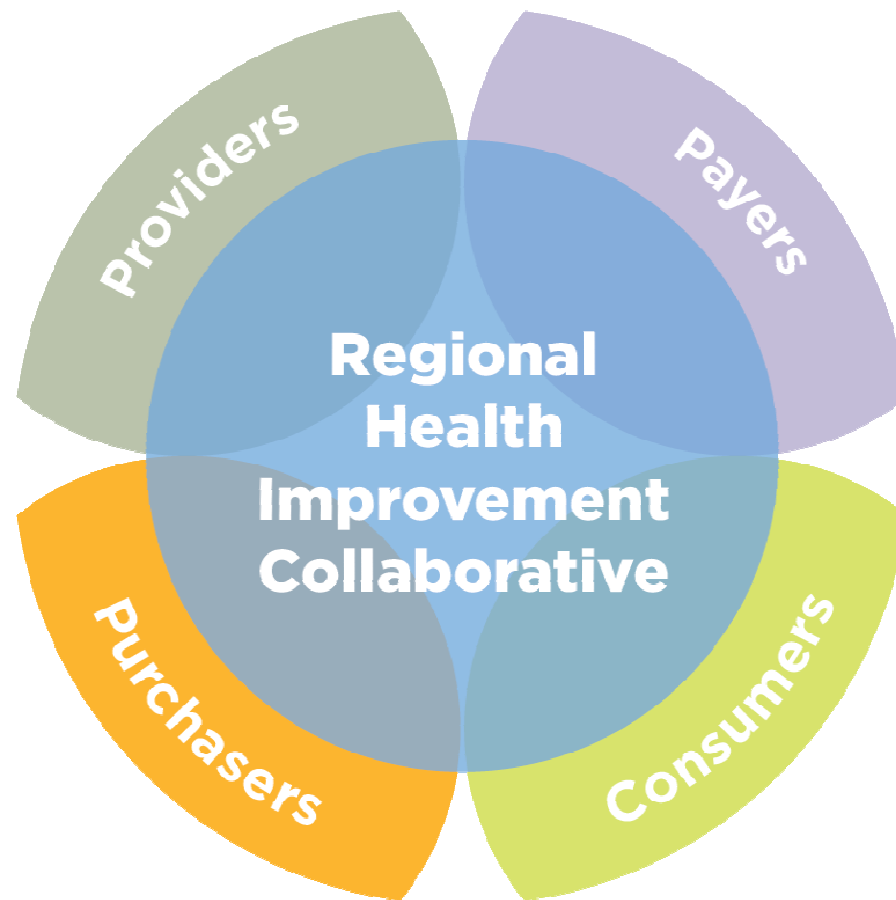 Providers
Payers
Regional
Health
Improvement
Collaborative
Purchasers
Consumers